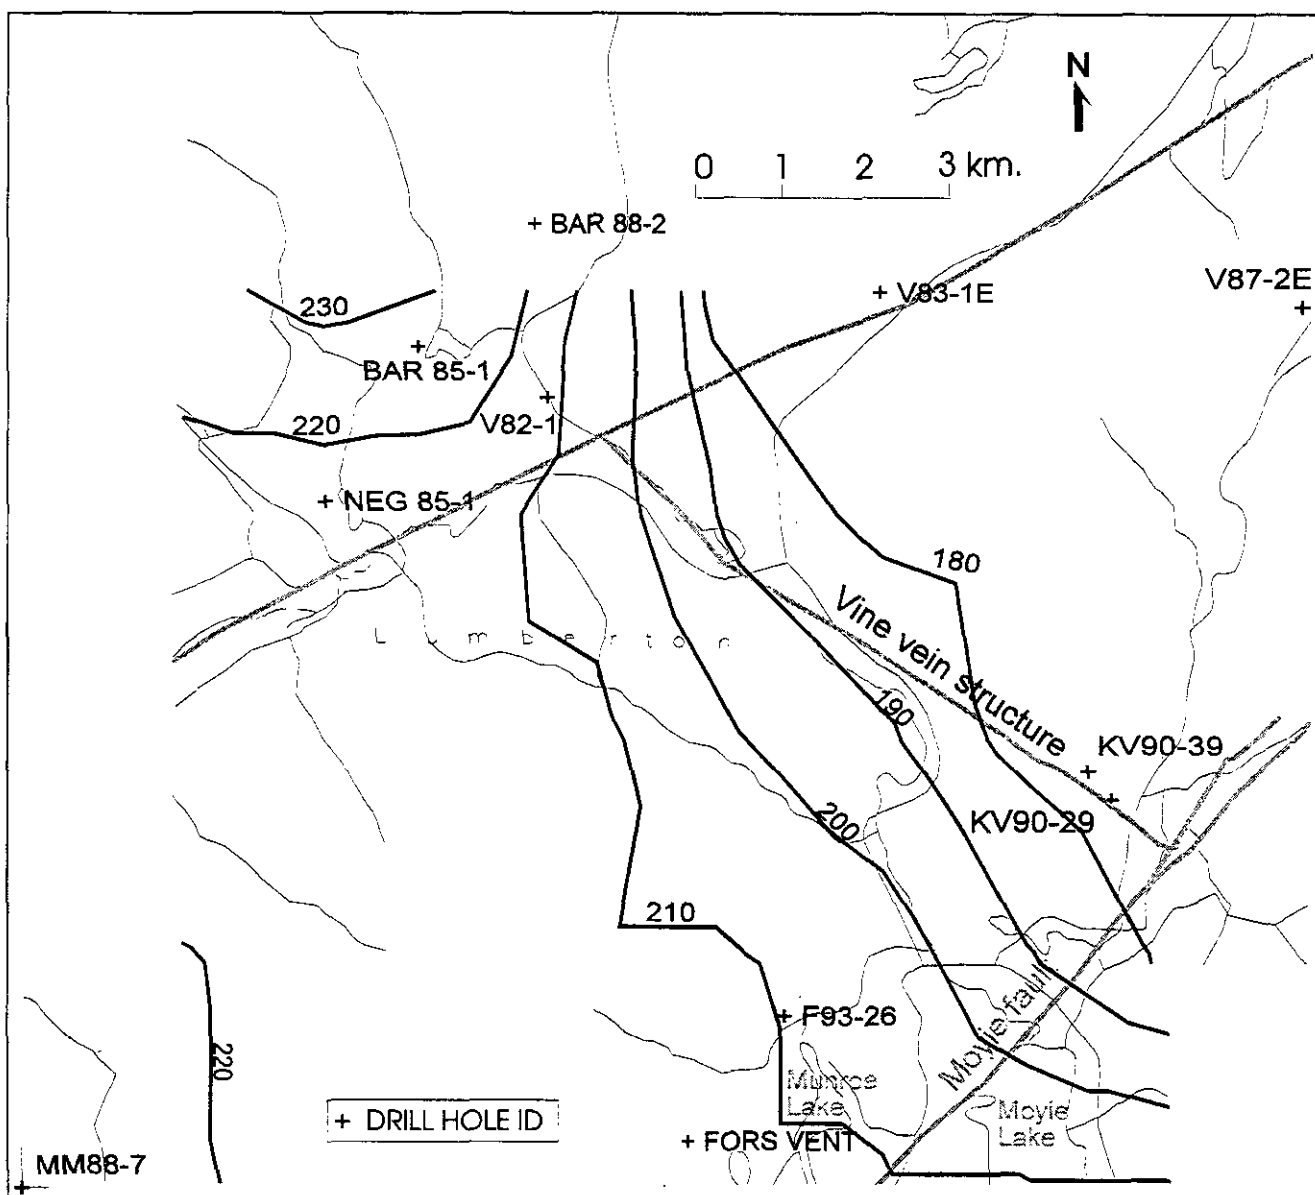 N
0 1 2 3 km.
+ BAR 88-2
V87-2E
+ V83-1E
230
BAR 85-1
220
V82-1
+ NEG 85-1
180
Lumberton
Vine vein structure
190
KV90-39
200
KV90-29
210
+ F93-26
Moyie fault
220
Munroe
Lake
Moyie
Lake
+ DRILL HOLE ID
+ FORS VENT
MM88-7